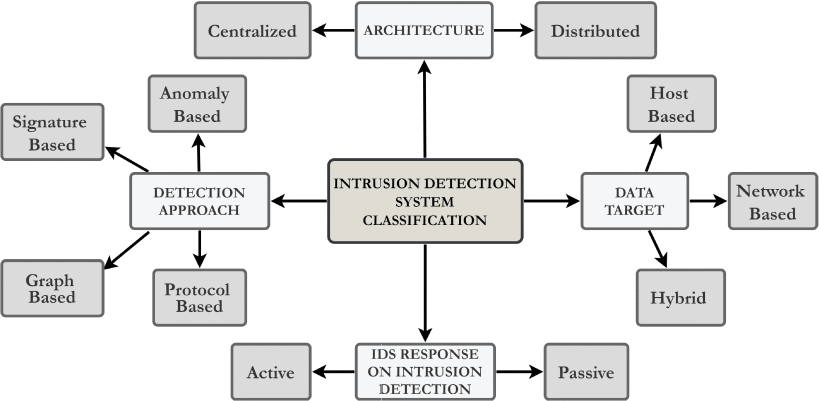 Centralized
ARCHITECTURE
Distributed
Anomaly
Based
Signature
Based
Host
Based
INTRUSION DETECTION
SYSTEM
CLASSIFICATION
DETECTION
APPROACH
DATA
TARGET
Network
Based
Graph
Based
Protocol
Based
Hybrid
Active
IDS RESPONSE
ON INTRUSION
DETECTION
Passive